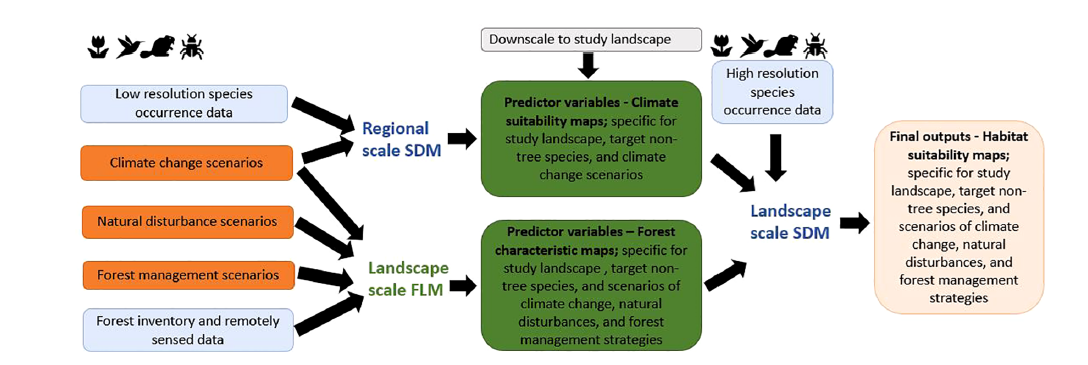 Low resolution species
occurrence data
Climate change scenarios
Natural disturbance scenarios
Forest management scenarios
Forest inventory and remotely
sensed data
Regional
scale SDM
Landscape
scale FLM
Downscale to study landscape
Predictor variables - Climate
suitability maps; specific for
study landscape, target non-
tree species, and climate
change scenarios
Predictor variables – Forest
characteristic maps; specific for
study landscape , target non-
tree species, and scenarios of
climate change, natural
disturbances, and forest
management strategies
High resolution
species
occurrence data
Landscape
scale SDM
Final outputs - Habitat
suitability maps;
specific for study
landscape, target non-
tree species, and
scenarios of climate
change, natural
disturbances, and
forest management
strategies